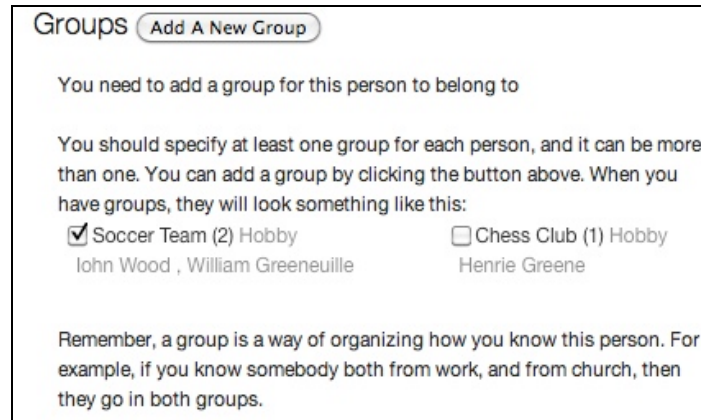 Groups Add A New Group
You need to add a group for this person to belong to
You should specify at least one group for each person, and it can be more
than one. You can add a group by clicking the button above. When you
have groups, they will look something like this:
Soccer Team (2) Hobby Chess Club (1) Hobby
Iohn Wood , William Greeneuille Henrie Greene
Remember, a group is a way of organizing how you know this person. For
example, if you know somebody both from work, and from church, then
they go in both groups.